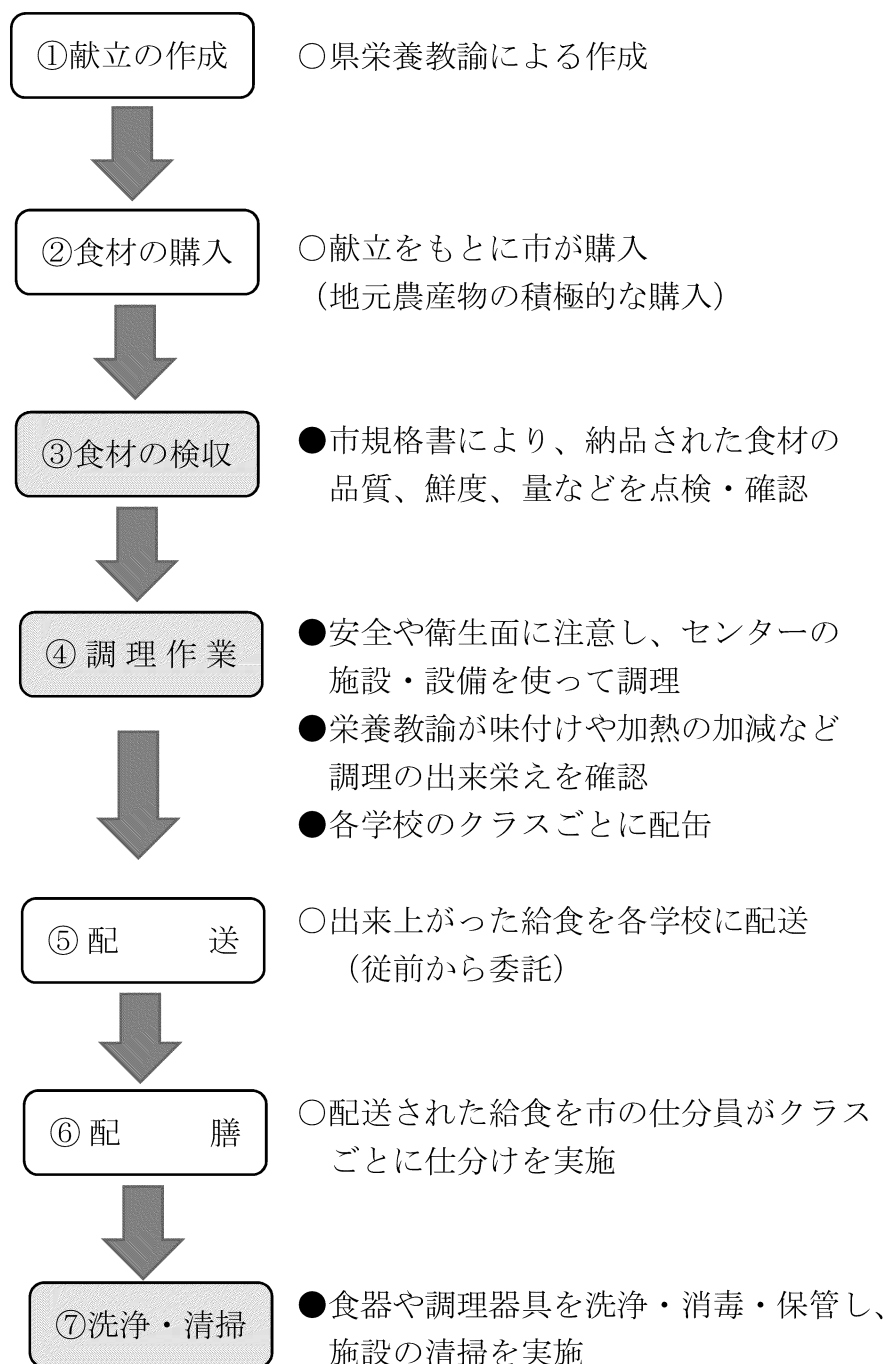 ①献立の作成
○県栄養教諭による作成
②食材の購入
○献立をもとに市が購入
（地元農産物の積極的な購入）
③食材の検収
●市規格書により、納品された食材の
品質、鮮度、量などを点検・確認
④調理作業
●安全や衛生面に注意し、センターの
施設・設備を使って調理
●栄養教諭が味付けや加熱の加減など
調理の出来栄えを確認
●各学校のクラスごとに配缶
⑤配　　送
○出来上がった給食を各学校に配送
（従前から委託）
⑥配　　膳
○配送された給食を市の仕分員がクラス
ごとに仕分けを実施
⑦洗浄・清掃
●食器や調理器具を洗浄・消毒・保管し、
施設の清掃を実施